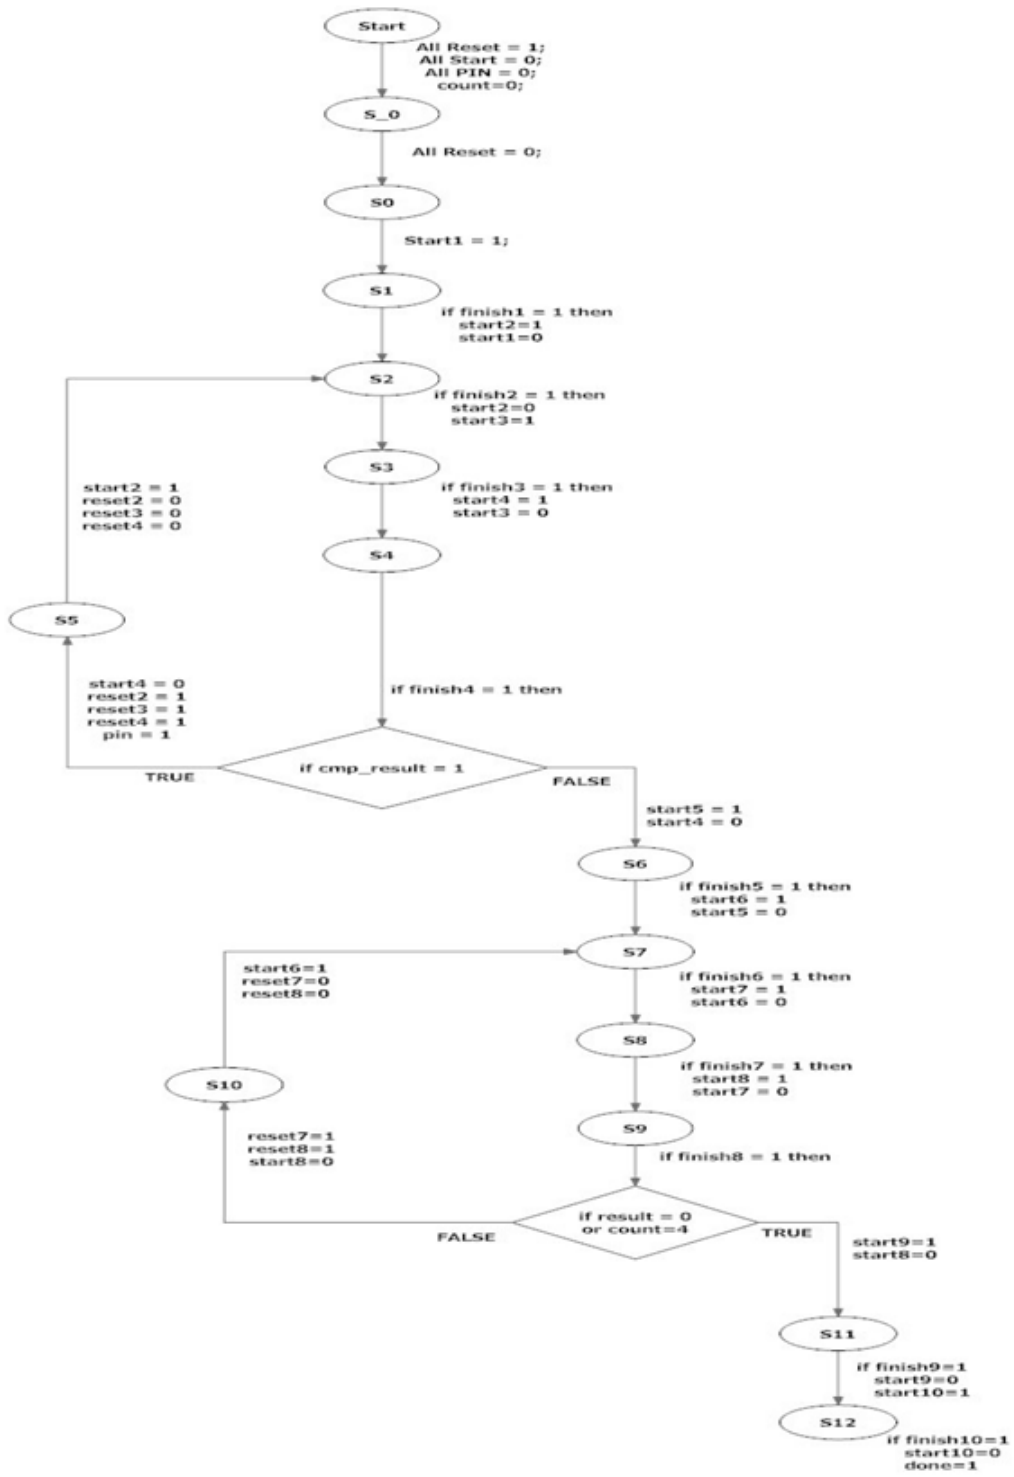 Start
All Reset = 1;
All Start = 0;
All PIN = 0;
count=0;
S_0
All Reset = 0;
S0
Start1 = 1;
S1
if finish1 = 1 then
start2=1
start1=0
S2
if finish2 = 1 then
start2=0
start3=1
S3
if finish3 = 1 then
start4 = 1
start3 = 0
start2 = 1
reset2 = 0
reset3 = 0
reset4 = 0
S4
S5
start4 = 0
reset2 = 1
reset3 = 1
reset4 = 1
pin = 1
if finish4 = 1 then
if cmp_result = 1
TRUE
FALSE
start5 = 1
start4 = 0
S6
if finish5 = 1 then
start6 = 1
start5 = 0
S7
start6=1
reset7=0
reset8=0
if finish6 = 1 then
start7 = 1
start6 = 0
S8
if finish7 = 1 then
start8 = 1
start7 = 0
S10
S9
reset7=1
reset8=1
start8=0
if finish8 = 1 then
if result = 0
or count=4
FALSE
TRUE
start9=1
start8=0
S11
if finish9=1
start9=0
start10=1
S12
if finish10=1
start10=0
done=1